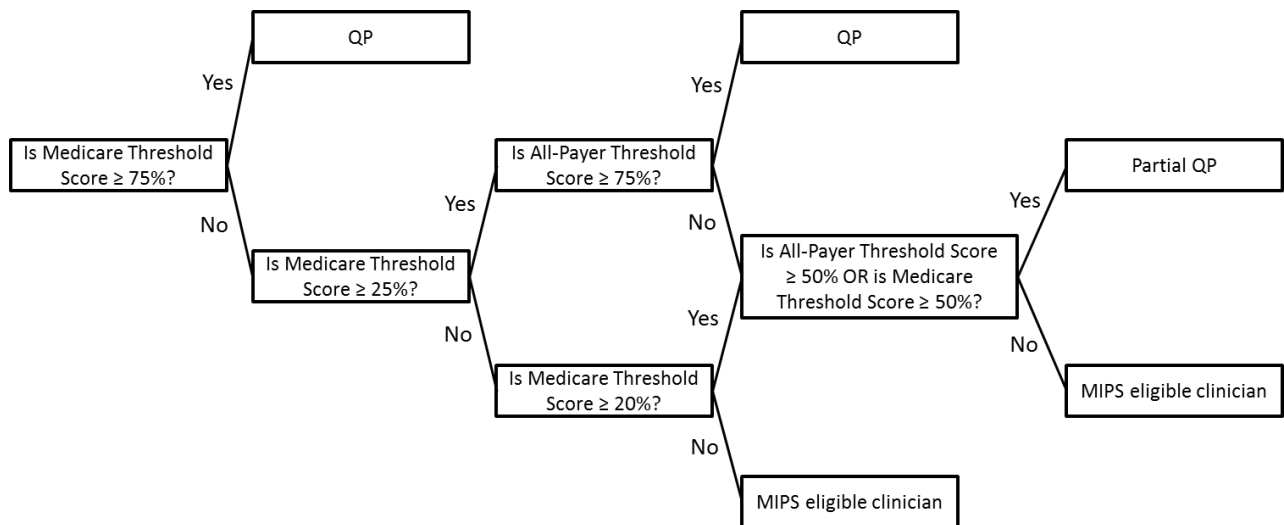 QP
QP
Yes
Yes
Is Medicare Threshold
Score ≥ 75%?
Is All-Payer Threshold
Score ≥ 75%?
Partial QP
No
Yes
No
Yes
Is Medicare Threshold
Score ≥ 25%?
Is All-Payer Threshold Score
≥ 50% OR is Medicare
Threshold Score ≥ 50%?
No
Yes
No
Is Medicare Threshold
Score ≥ 20%?
MIPS eligible clinician
No
MIPS eligible clinician